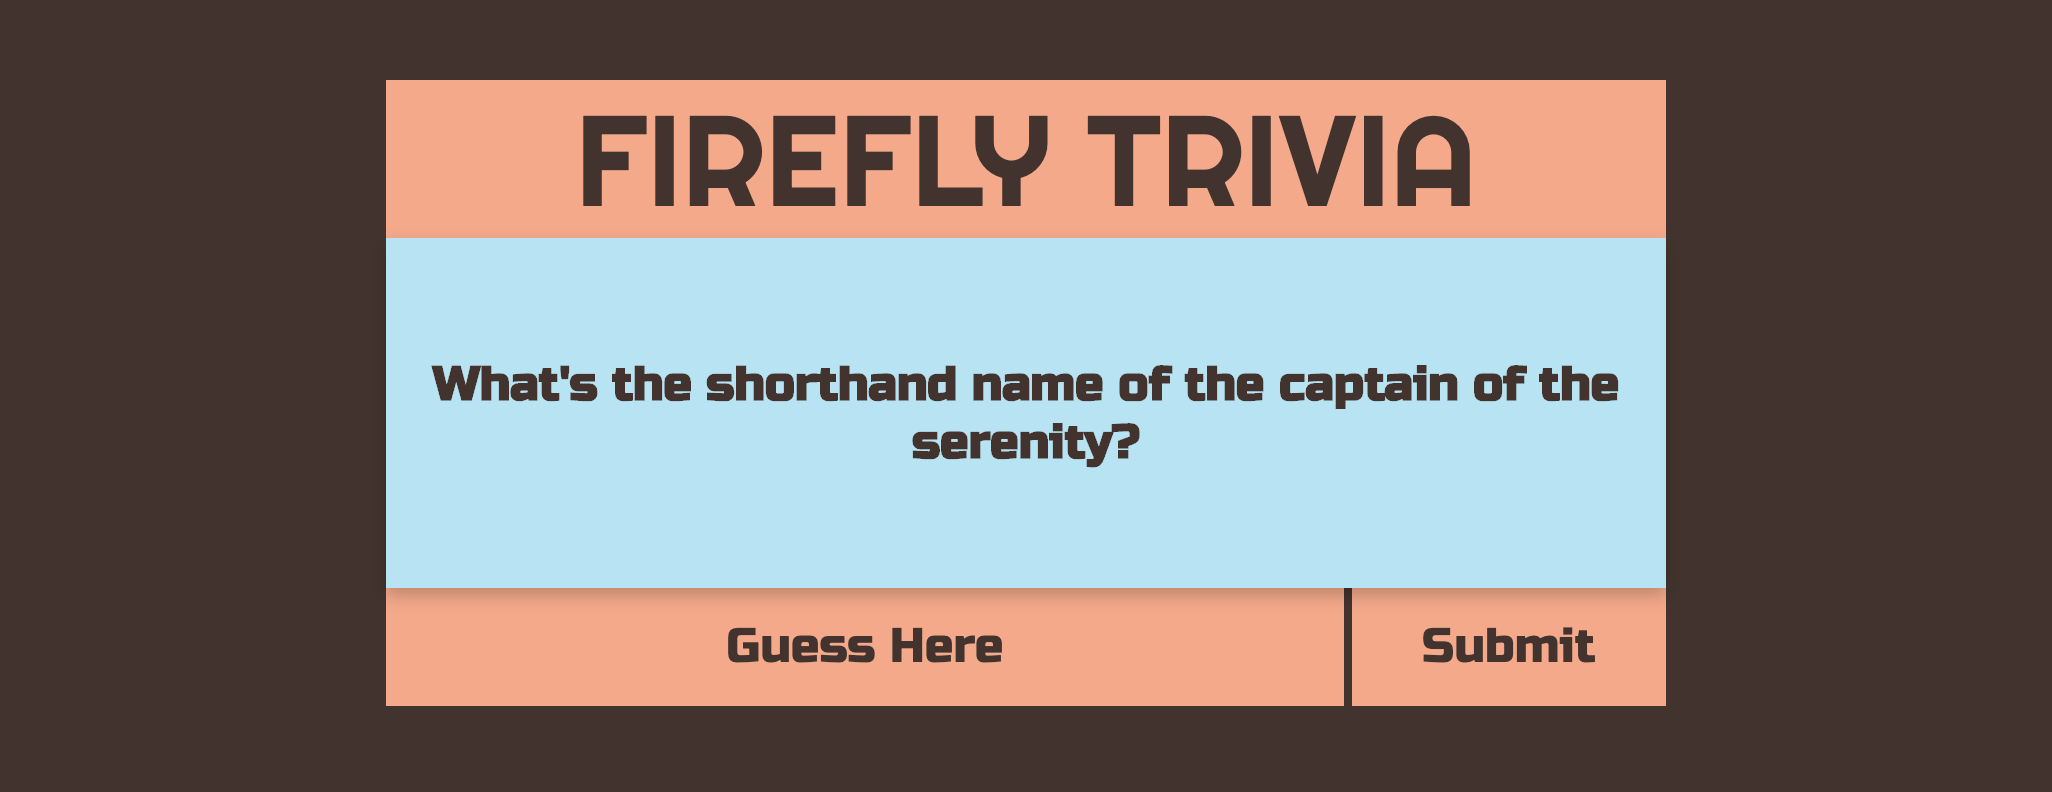 FIREFLY TRIVIA
What's the shorthand name of the captain of the
serenity?
Guess Here
Submit